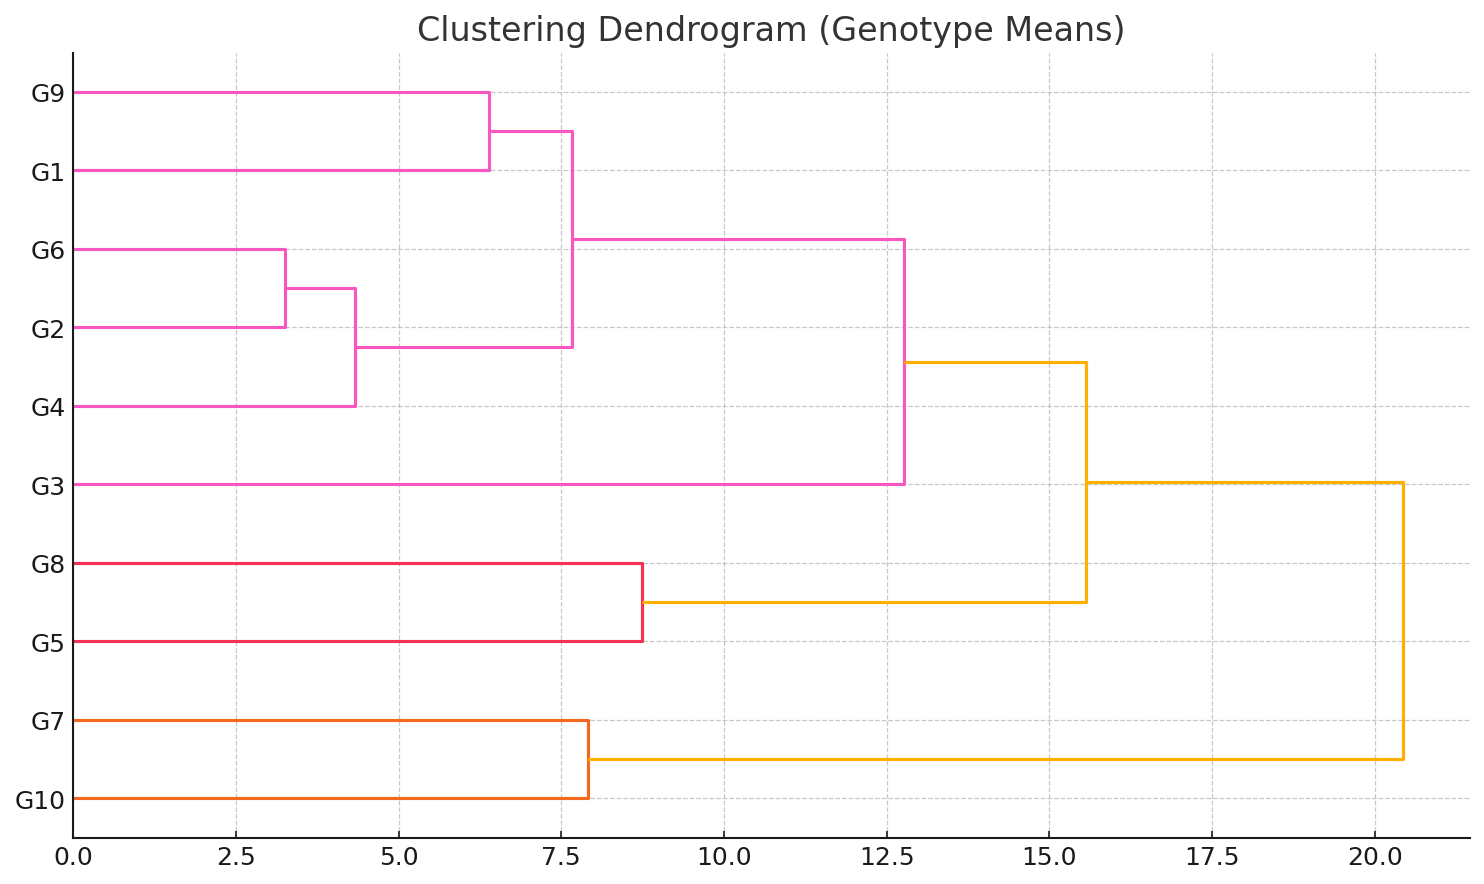 Clustering Dendrogram (Genotype Means)
G9
G1
G6
G2
G4
G3
G8
G5
G7
G10
0.0 2.5 5.0 7.5 10.0 12.5 15.0 17.5 20.0